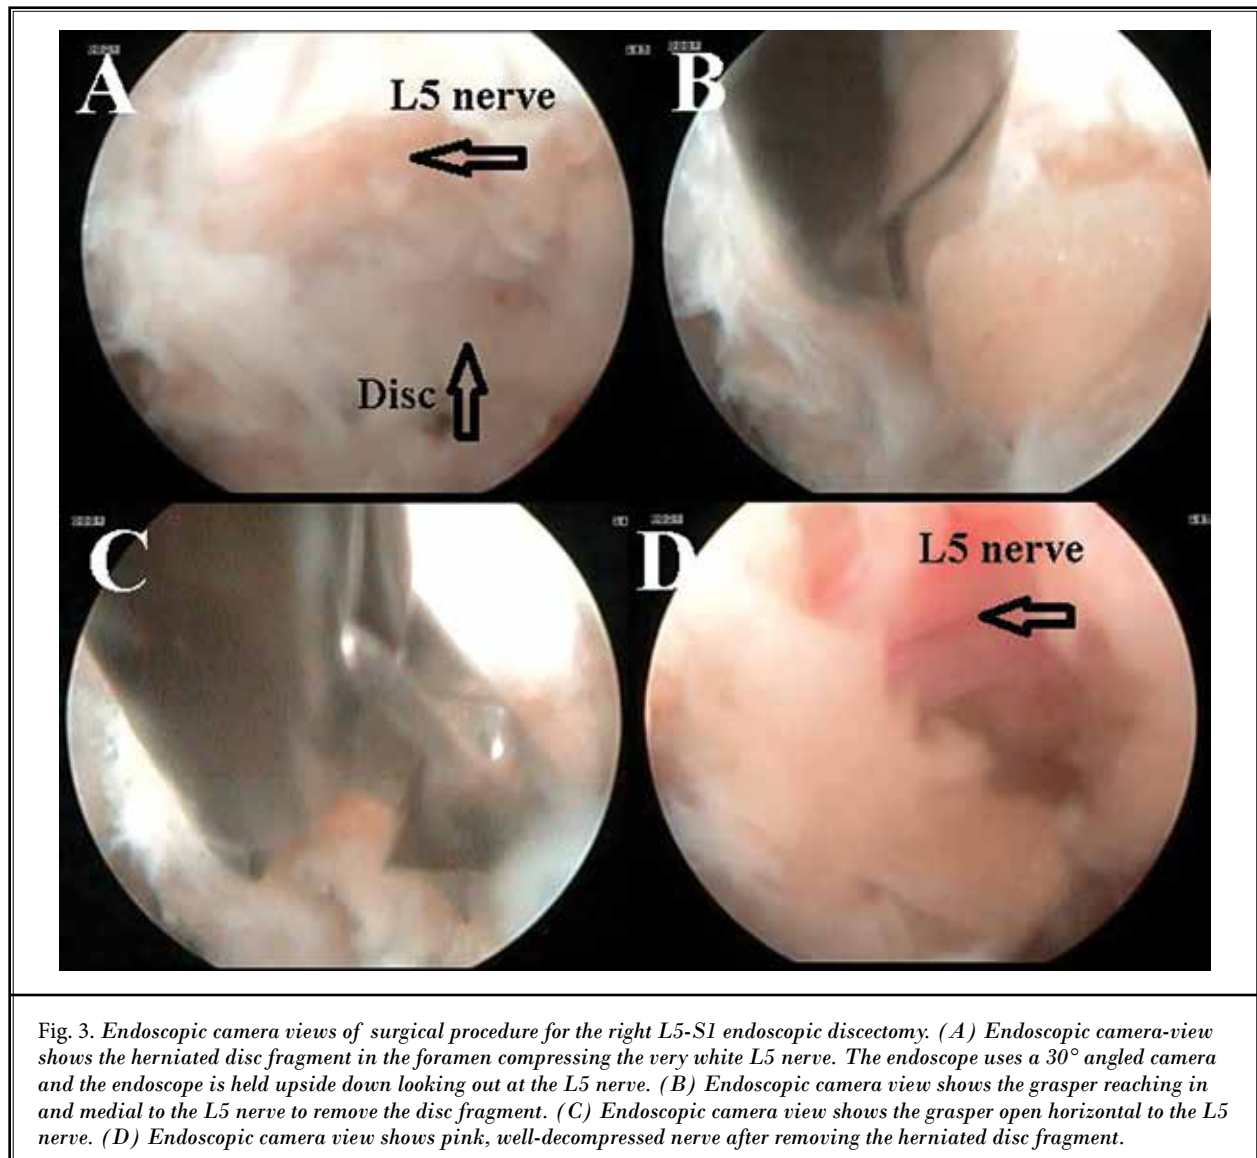 A
L5 nerve
Disc
B
C
D
L5 nerve
Fig. 3. Endoscopic camera views of surgical procedure for the right L5-S1 endoscopic discectomy. (A) Endoscopic camera-view
shows the herniated disc fragment in the foramen compressing the very white L5 nerve. The endoscope uses a 30° angled camera
and the endoscope is held upside down looking out at the L5 nerve. (B) Endoscopic camera view shows the grasper reaching in
and medial to the L5 nerve to remove the disc fragment. (C) Endoscopic camera view shows the grasper open horizontal to the L5
nerve. (D) Endoscopic camera view shows pink, well-decompressed nerve after removing the herniated disc fragment.